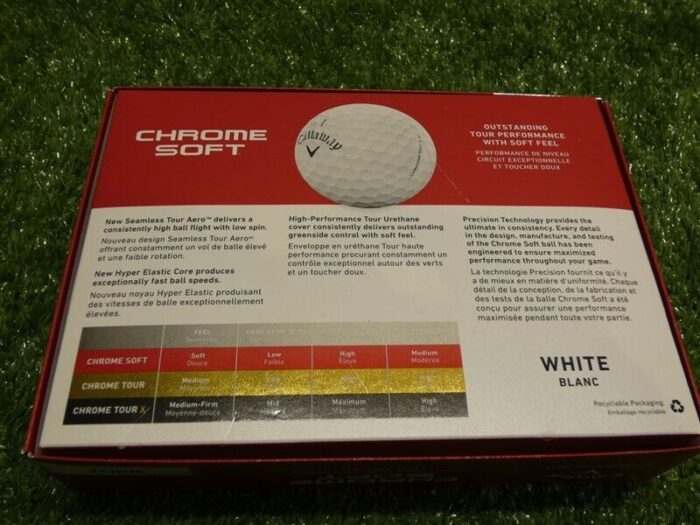 CHROME
SOFT
Callaway
OUTSTANDING
TOUR PERFORMANCE
WITH SOFT FEEL
PERFORMANCE DE NIVEAU
CIRCUIT EXCEPTIONNELLE
ET TOUCHER DOUX
New Seamless Tour Aero™ delivers a
consistently high ball flight with low spin.
Nouveau design Seamless Tour Aero™
offrant constamment un vol de balle élevé
et une faible rotation.
New Hyper Elastic Core produces
exceptionally fast ball speeds.
Nouveau noyau Hyper Elastic produisant
des vitesses de balle exceptionnellement
élevées.
High-Performance Tour Urethane
cover consistently delivers outstanding
greenside control with soft feel.
Enveloppe en uréthane Tour haute
performance procurant constamment un
contrôle exceptionnel autour des verts
et un toucher doux.
Precision Technology provides the
ultimate in consistency. Every detail
in the design, manufacture, and testing
of the Chrome Soft ball has been
engineered to ensure maximized
performance throughout your game.
La technologie Precision fournit ce qu'il y
a de mieux en matière d'uniformité. Chaque
détail de la conception, de la fabrication et
des tests de la balle Chrome Soft a été
conçu pour assurer une performance
maximisée pendant toute votre partie.
FEEL
CHROME SOFT Soft Low High Medium
Douce Faible Élevé Modérée
CHROME TOUR Medium
CHROME TOUR X Medium-Firm Mid Maximum High
Moyenne-douce Maximum Élevé
WHITE
BLANC
Recyclable Packaging
Emballage recyclable